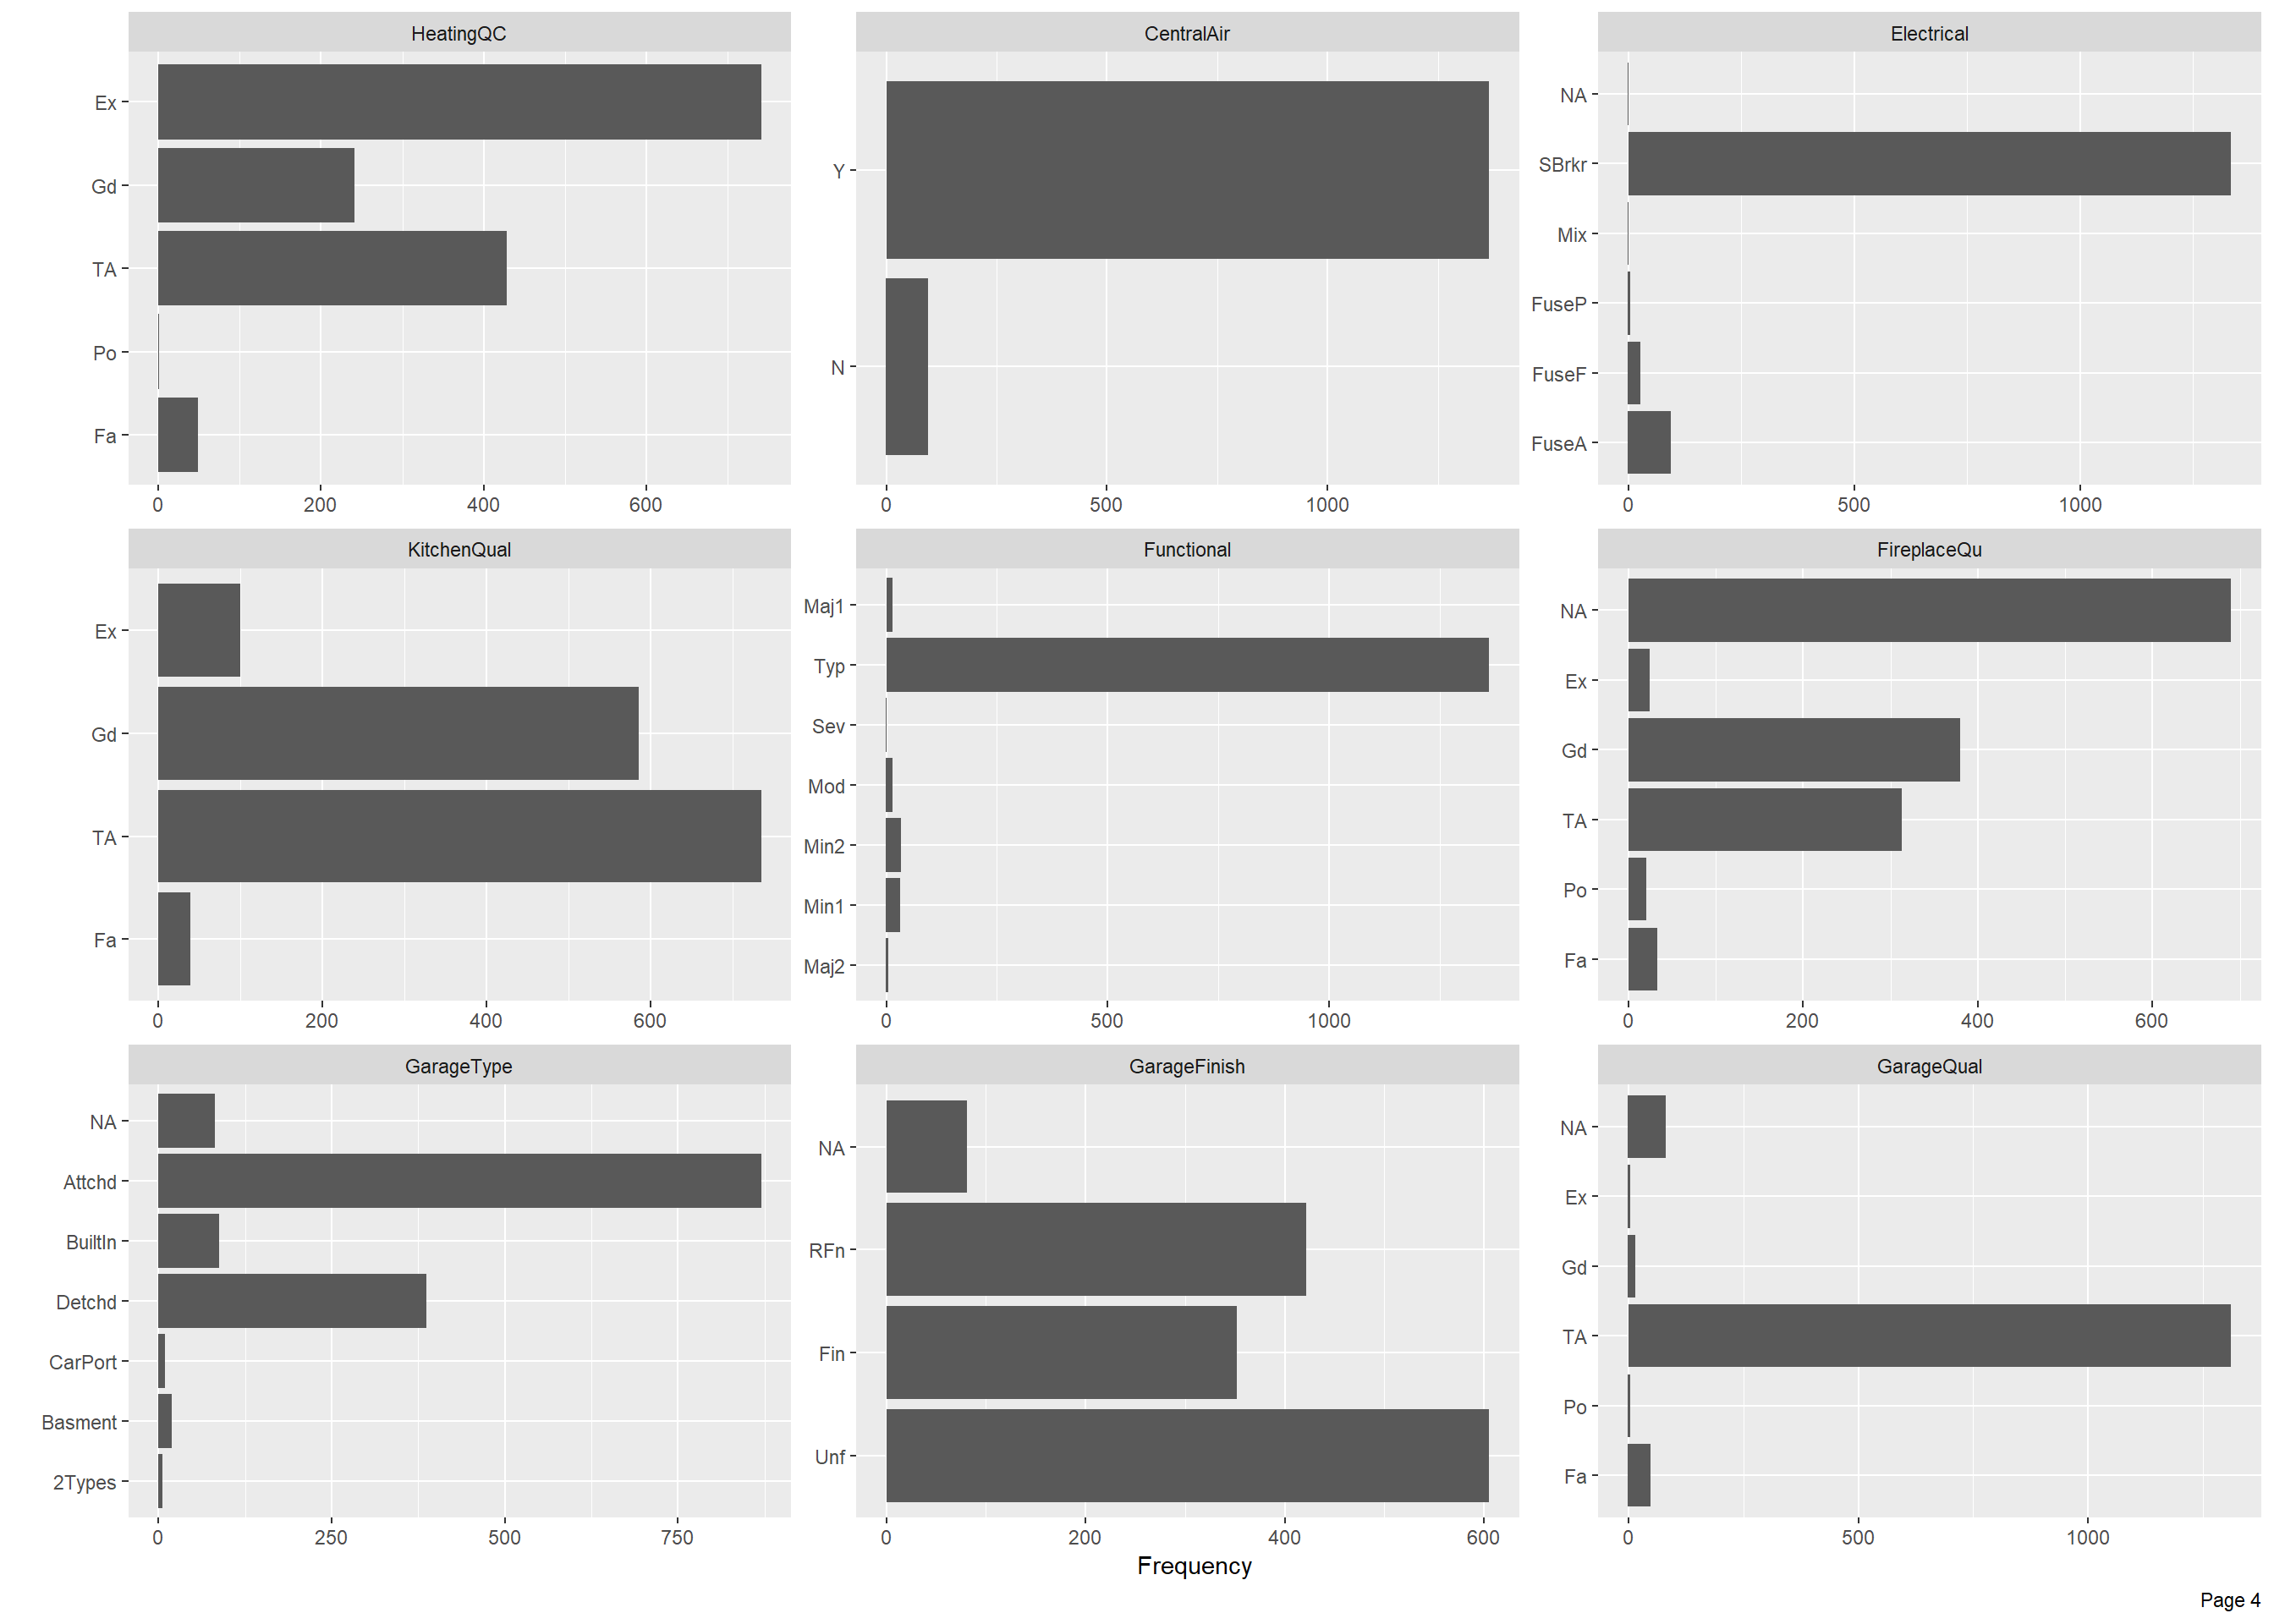 HeatingQC
Ex
Gd
TA
Po
Fa
0 200 400 600
CentralAir
Y
N
0 500 1000
Electrical
NA
SBrkr
Mix
FuseP
FuseF
FuseA
0 500 1000
KitchenQual
Ex
Gd
TA
Fa
0 200 400 600
Functional
Maj1
Typ
Sev
Mod
Min2
Min1
Maj2
0 500 1000
FireplaceQu
NA
Ex
Gd
TA
Po
Fa
0 200 400 600
GarageType
NA
Attchd
BuiltIn
Detchd
CarPort
Basment
2Types
0 250 500 750
GarageFinish
NA
RFn
Fin
Unf
0 200 400 600
GarageQual
NA
Ex
Gd
TA
Po
Fa
0 500 1000
Frequency
Page 4